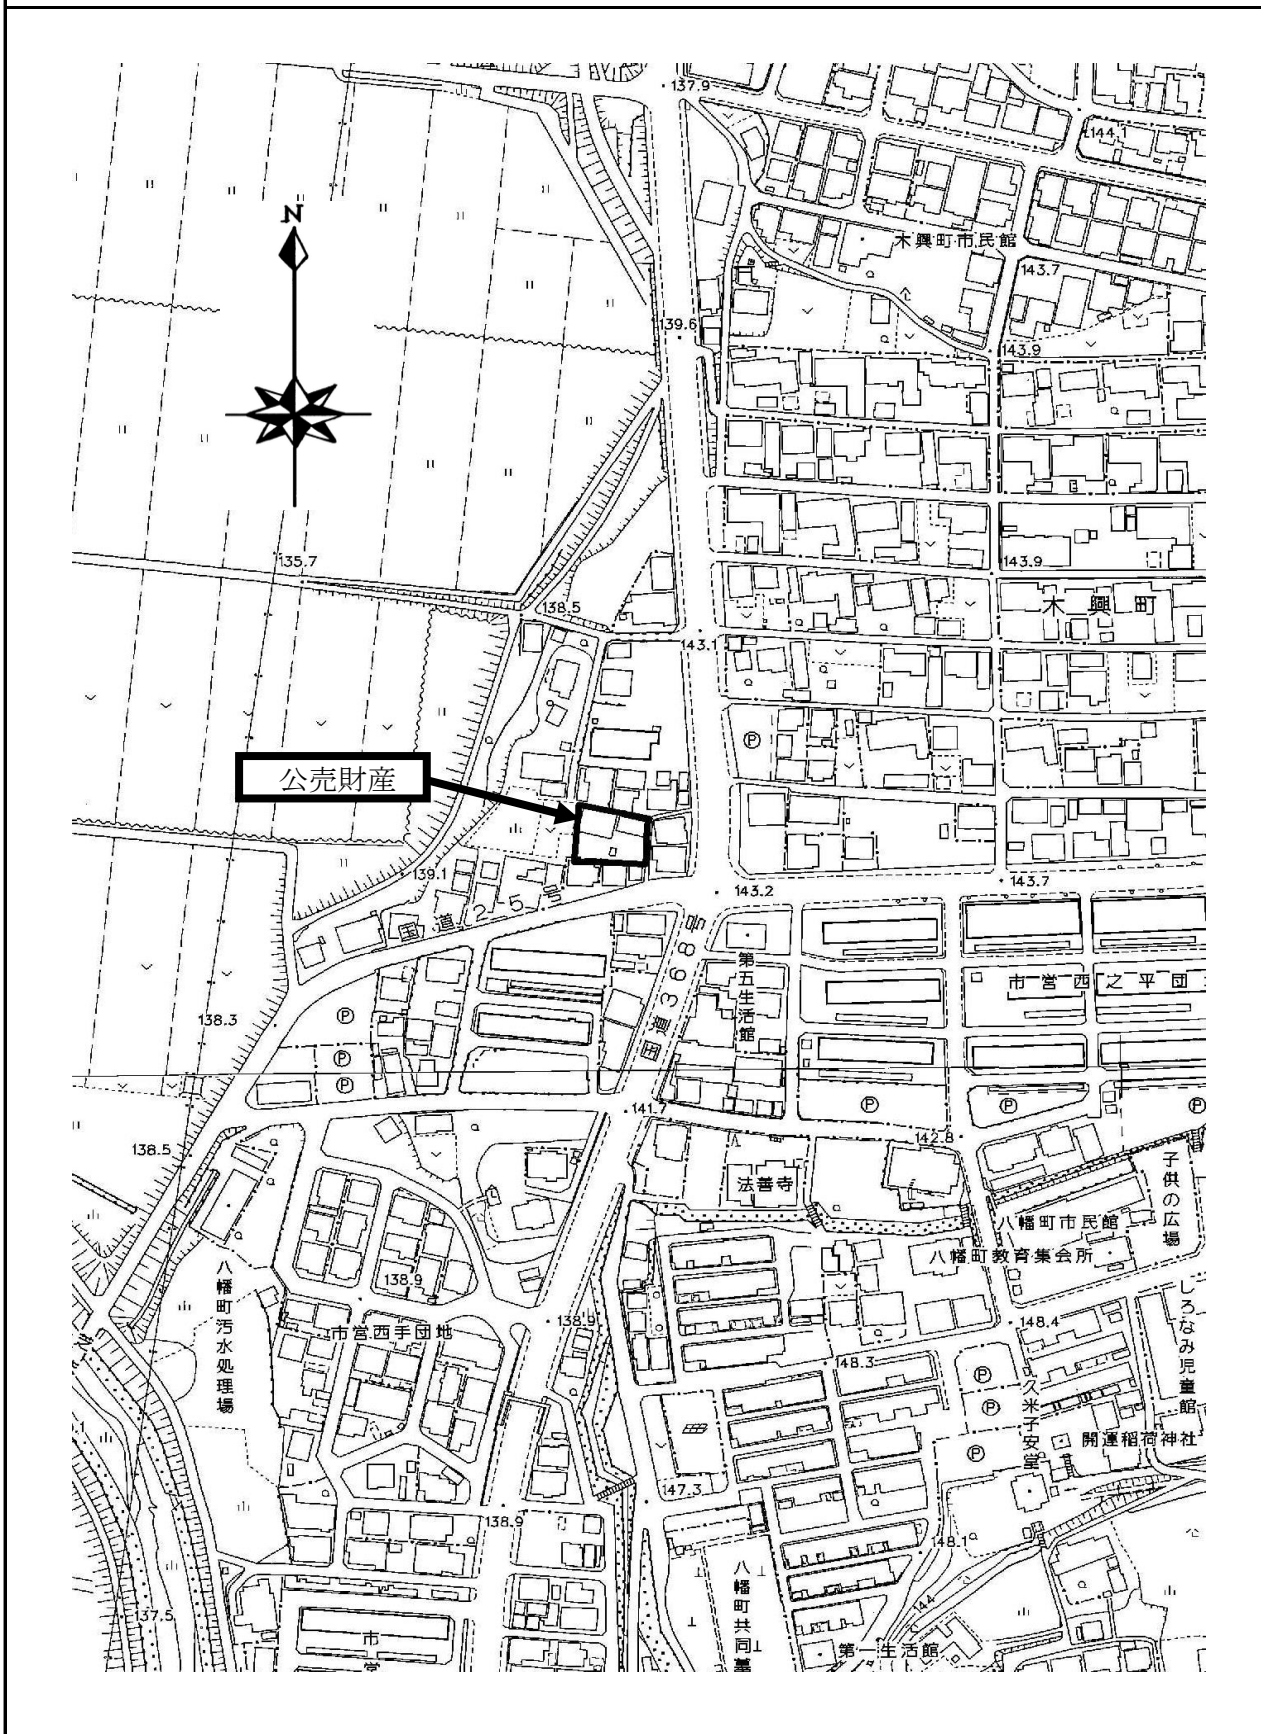 137.9
144.1
N
木興町市民館
143.7
139.6
143.9
135.7
143.9
138.5
木興町
143.1
Ⓟ
公売財産
139.1
143.2
143.7
国道25号
国道368号
第五生活館
市営西之平団
138.3
Ⓟ
Ⓟ
Ⓟ
141.7
Ⓟ
Ⓟ
Ⓟ
138.5
142.8
法善寺
子供の広場
八幡町市民館
八幡町教育集会所
138.9
八幡町汚水処理場
しろなみ児童館
138.9
148.4
市営西手団地
148.3
Ⓟ
久米子安堂
Ⓟ
開運稲荷神社
Ⓟ
147.3
138.9
148.1
八幡町共同墓
144
137.5
市営
第一生活館